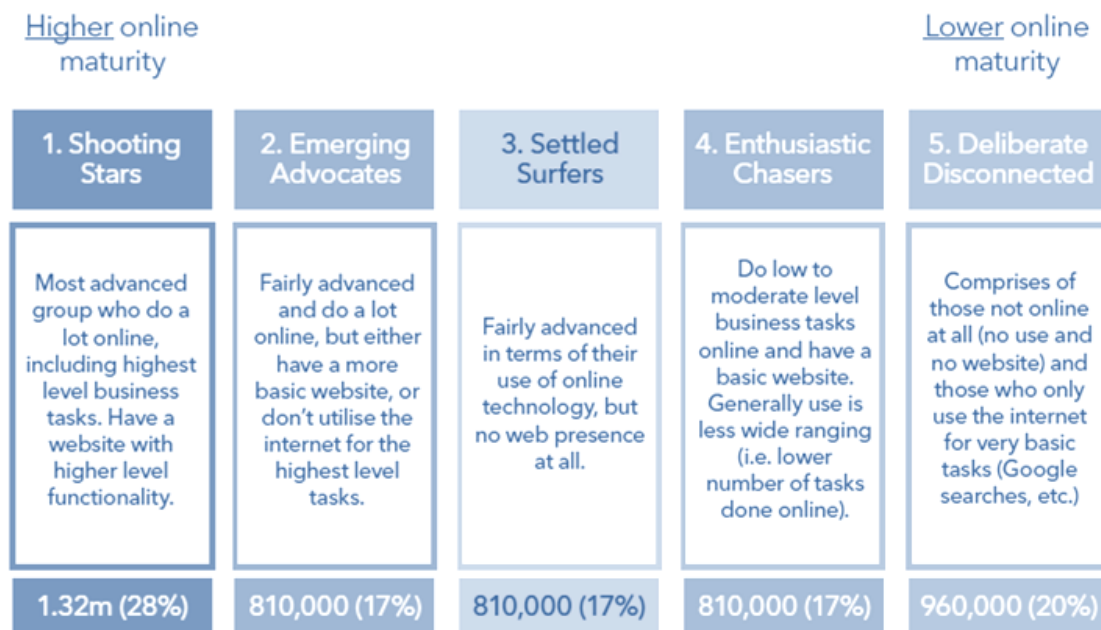 Higher online
maturity
Lower online
maturity
1. Shooting
Stars
2. Emerging
Advocates
3. Settled
Surfers
4. Enthusiastic
Chasers
5. Deliberate
Disconnected
Most advanced
group who do a
lot online,
including highest
level business
tasks. Have a
website with
higher level
functionality.
Fairly advanced
and do a lot
online, but either
have a more
basic website, or
don’t utilise the
internet for the
highest level
tasks.
Fairly advanced
in terms of their
use of online
technology, but
no web presence
at all.
Do low to
moderate level
business tasks
online and have a
basic website.
Generally use is
less wide ranging
(i.e. lower
number of tasks
done online).
Comprises of
those not online
at all (no use and
no website) and
those who only
use the internet
for very basic
tasks (Google
searches, etc.)
1.32m (28%)
810,000 (17%)
810,000 (17%)
810,000 (17%)
960,000 (20%)